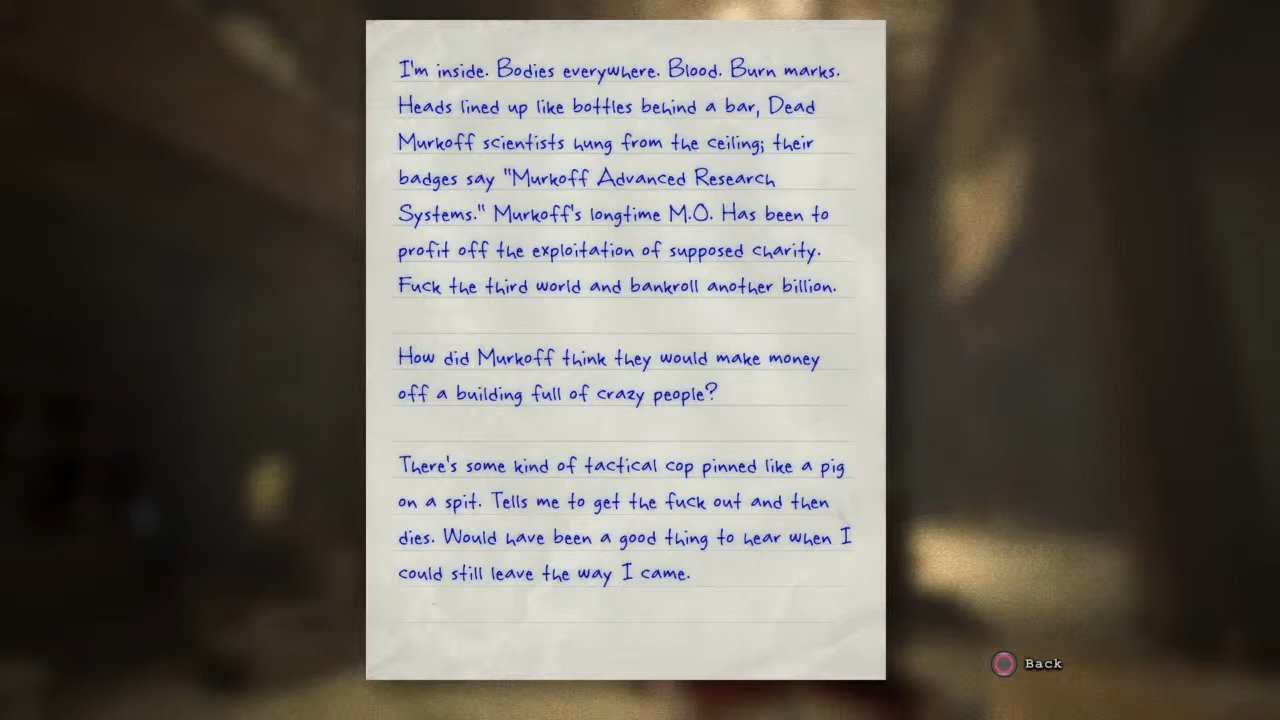 I'm inside. Bodies everywhere. Blood. Burn marks.
Heads lined up like bottles behind a bar, Dead
Murkoff scientists hung from the ceiling; their
badges say "Murkoff Advanced Research
Systems." Murkoff's longtime M.O. Has been to
profit off the exploitation of supposed charity.
Fuck the third world and bankroll another billion.
How did Murkoff think they would make money
off a building full of crazy people?
There's some kind of tactical cop pinned like a pig
on a spit. Tells me to get the fuck out and then
dies. Would have been a good thing to hear when I
could still leave the way I came.
Back